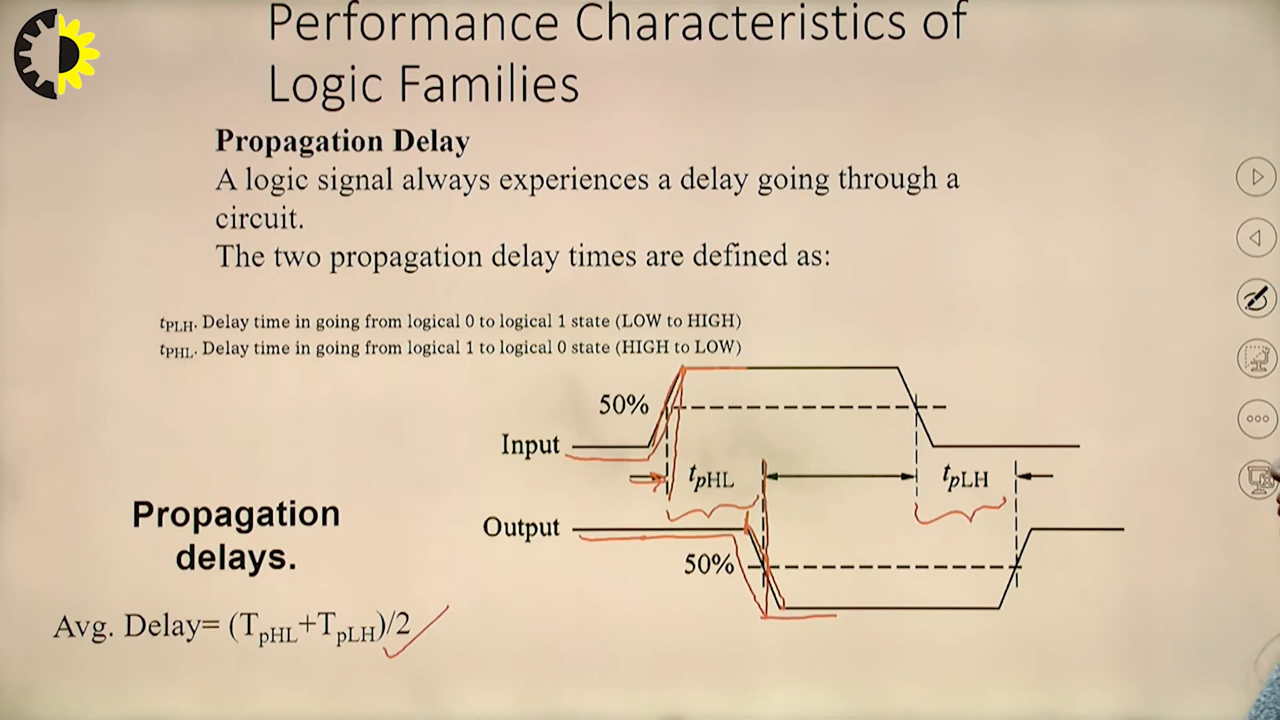 Performance Characteristics of
Logic Families
Propagation Delay
A logic signal always experiences a delay going through a
circuit.
The two propagation delay times are defined as:
tPLH. Delay time in going from logical 0 to logical 1 state (LOW to HIGH)
tPHL. Delay time in going from logical 1 to logical 0 state (HIGH to LOW)
50%
Input
tpHL
tpLH
Output
50%
Propagation
delays.
Avg. Delay= (TpHL+TpLH)/2